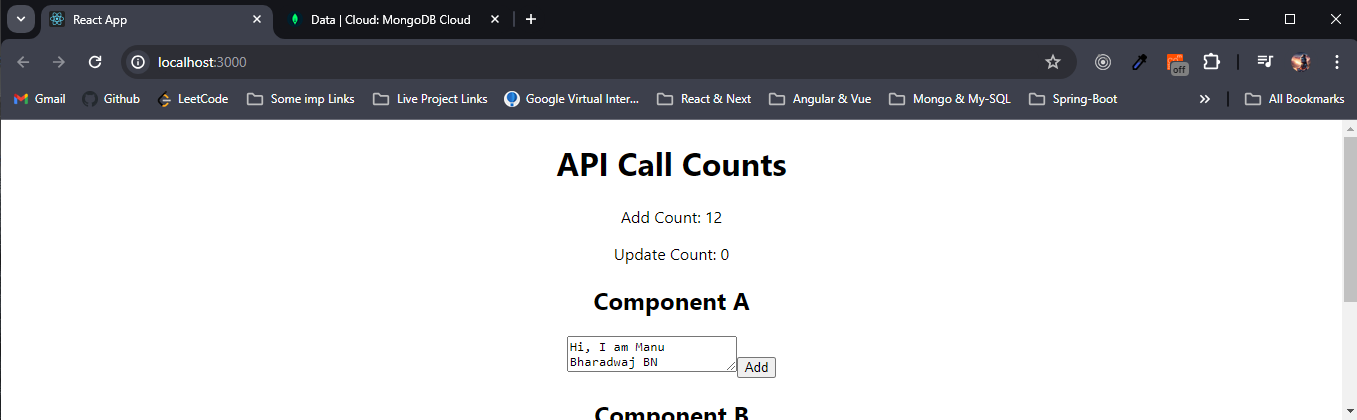 React App
Data | Cloud: MongoDB Cloud
localhost:3000
off
Gmail
Github
LeetCode
Some imp Links
Live Project Links
Google Virtual Inter...
React & Next
Angular & Vue
Mongo & My-SQL
Spring-Boot
All Bookmarks
API Call Counts
Add Count: 12
Update Count: 0
Component A
Hi, I am Manu
Bharadwaj BN
Add
Component B